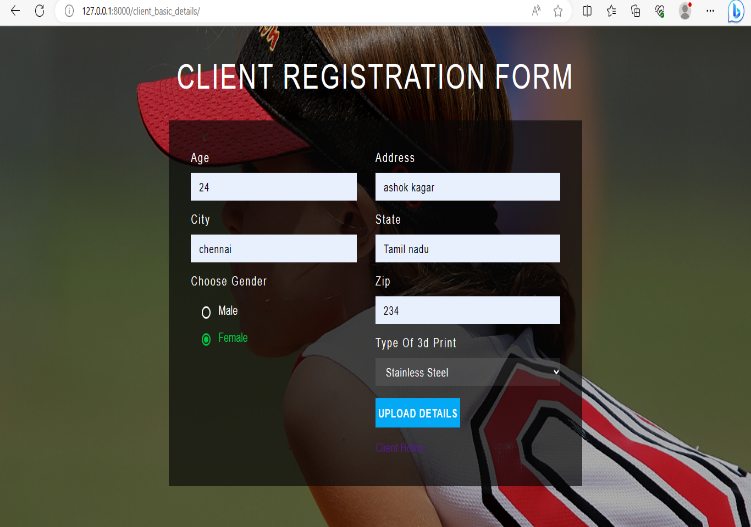 127.0.0.1:8000/client_basic_details/
CLIENT REGISTRATION FORM
Age
24
Address
ashok kagar
City
chennai
State
Tamil nadu
Choose Gender
Male
Female
Zip
234
Type Of 3d Print
Stainless Steel
UPLOAD DETAILS
Client